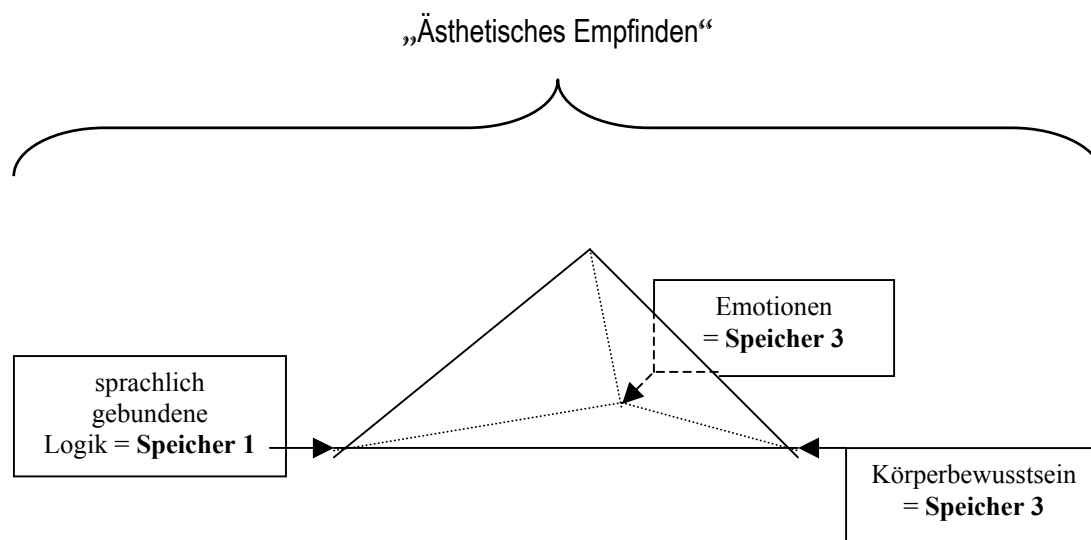 „Ästhetisches Empfinden“
Emotionen
= Speicher 3
sprachlich
gebundene
Logik = Speicher 1
Körperbewusstsein
= Speicher 3